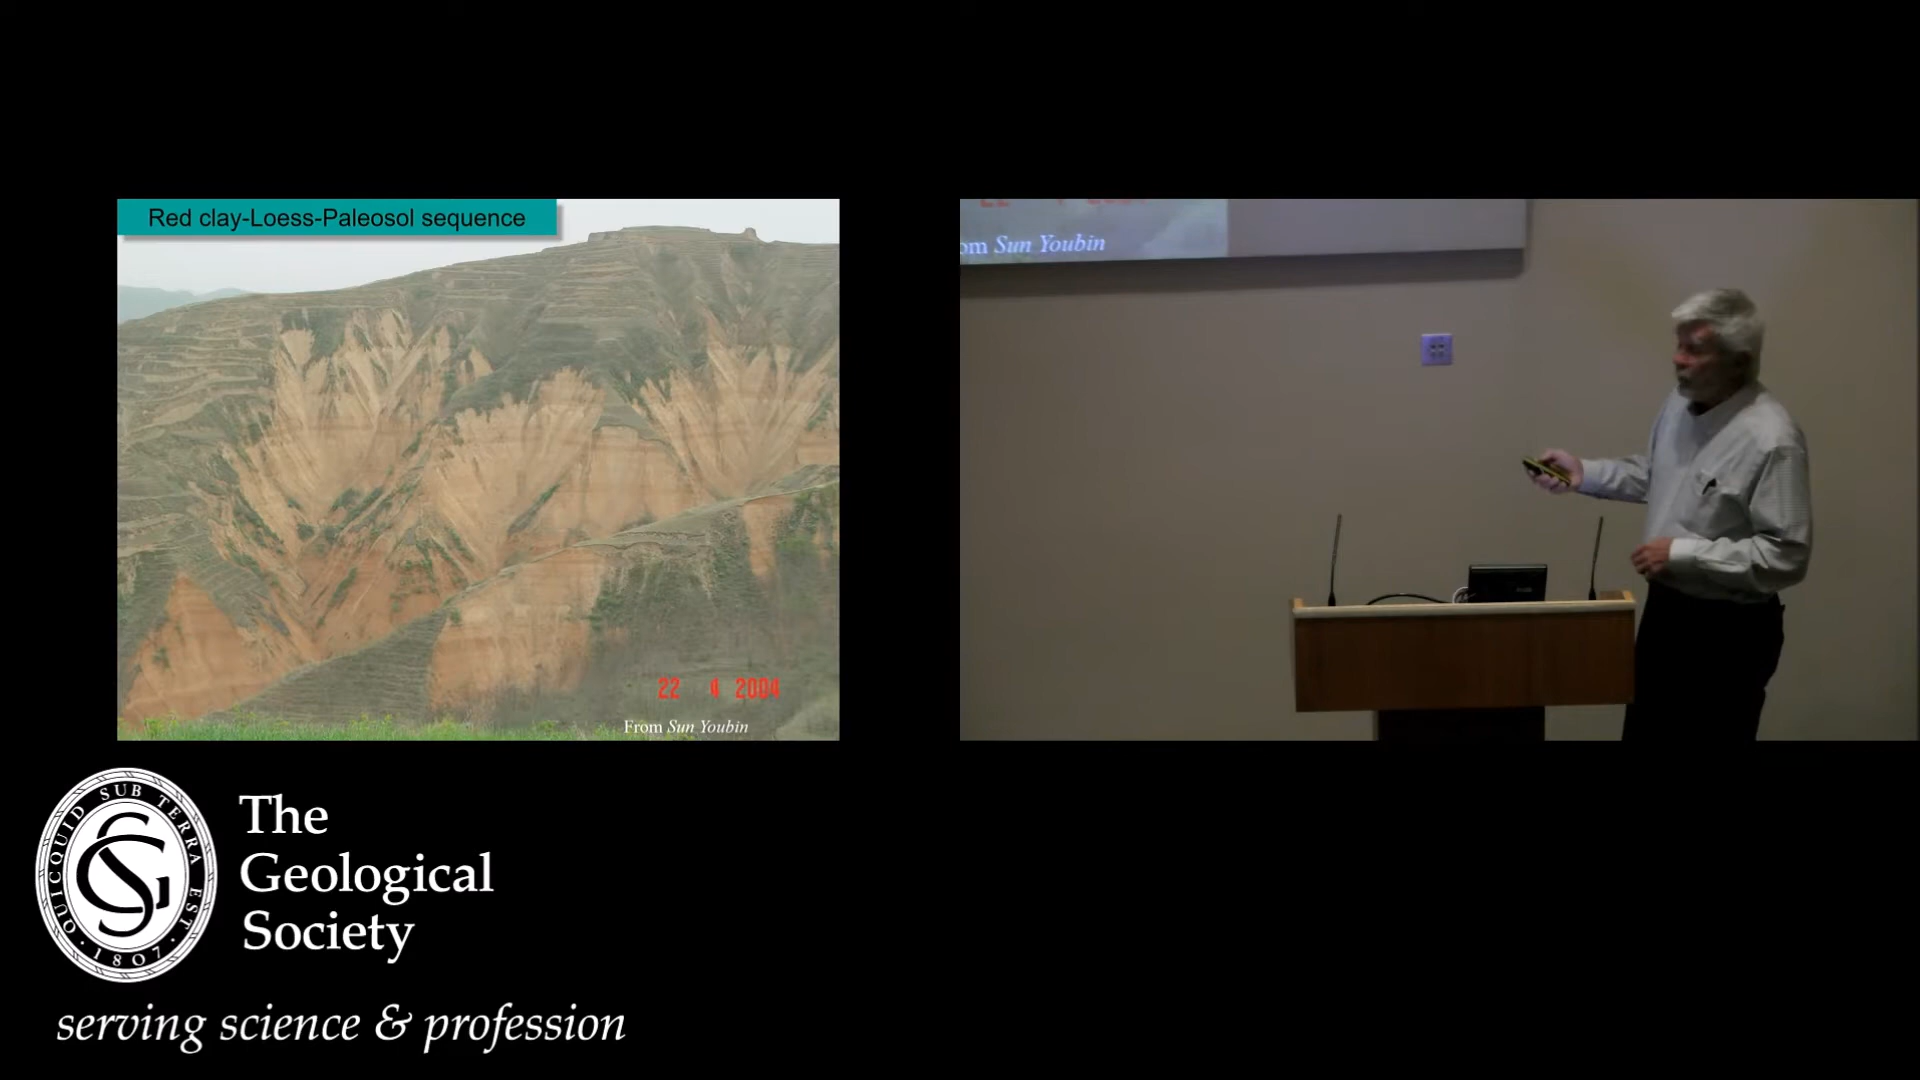 Red clay-Loess-Paleosol sequence
22 4 2004
From Sun Youbin
om Sun Youbin
QUICQUID SUB TERRA EST
· 1807 ·
The
Geological
Society
serving science & profession